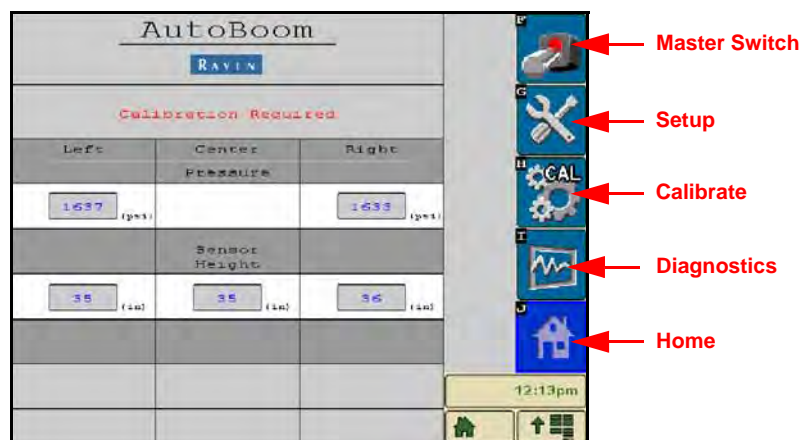 AutoBoom
RAVEN
Calibration Required
Left Center Right
Pressure
1637 (psi) 1633 (psi)
Sensor
Height
35 (in) 35 (in) 36 (in)
F
Master Switch
G
Setup
H
CAL
Calibrate
I
Diagnostics
J
Home
12:13pm